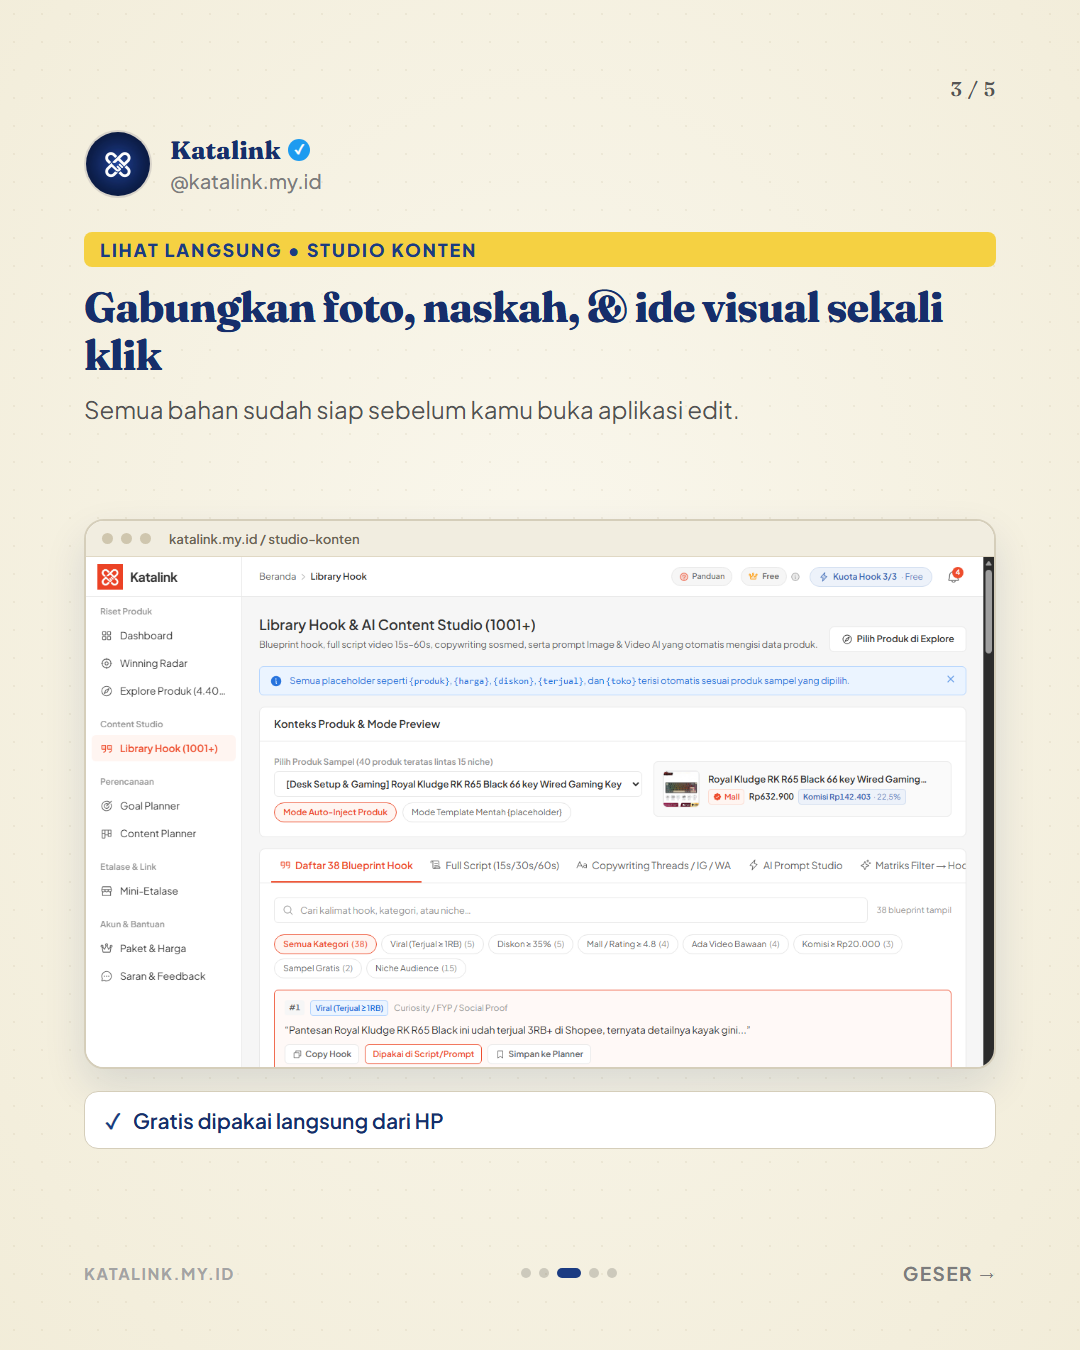 3 / 5
Katalink
@katalink.my.id
LIHAT LANGSUNG ● STUDIO KONTEN
Gabungkan foto, naskah, & ide visual sekali
klik
Semua bahan sudah siap sebelum kamu buka aplikasi edit.
katalink.my.id / studio-konten
Katalink
Beranda > Library Hook
Panduan
Free
Kuota Hook 3/3 · Free
4
Riset Produk
Dashboard
Winning Radar
Explore Produk (4.40...
Content Studio
Library Hook (1001+)
Perencanaan
Goal Planner
Content Planner
Etalase & Link
Mini-Etalase
Akun & Bantuan
Paket & Harga
Saran & Feedback
Library Hook & AI Content Studio (1001+)
Blueprint hook, full script video 15s-60s, copywriting sosmed, serta prompt Image & Video AI yang otomatis mengisi data produk.
Pilih Produk di Explore
Semua placeholder seperti {produk}, {harga}, {diskon}, {terjual}, dan {toko} terisi otomatis sesuai produk sampel yang dipilih.
Konteks Produk & Mode Preview
Pilih Produk Sampel (40 produk teratas lintas 15 niche)
[Desk Setup & Gaming] Royal Kludge RK R65 Black 66 key Wired Gaming Key
Mode Auto-Inject Produk
Mode Template Mentah {placeholder}
Royal Kludge RK R65 Black 66 key Wired Gaming...
Mall
Rp632.900
Komisi Rp142.403 · 22.5%
Daftar 38 Blueprint Hook
Full Script (15s/30s/60s)
Copywriting Threads / IG / WA
AI Prompt Studio
Matriks Filter → Hoo
Cari kalimat hook, kategori, atau niche...
38 blueprint tampil
Semua Kategori (38)
Viral (Terjual ≥ 1RB) (5)
Diskon ≥ 35% (5)
Mall / Rating ≥ 4.8 (4)
Ada Video Bawaan (4)
Komisi ≥ Rp20.000 (3)
Sampel Gratis (2)
Niche Audience (15)
#1
Viral (Terjual ≥ 1RB)
Curiosity / FYP / Social Proof
"Pantesan Royal Kludge RK R65 Black ini udah terjual 3RB+ di Shopee, ternyata detailnya kayak gini..."
Copy Hook
Dipakai di Script/Prompt
Simpan ke Planner
✓ Gratis dipakai langsung dari HP
KATALINK.MY.ID
GESER →